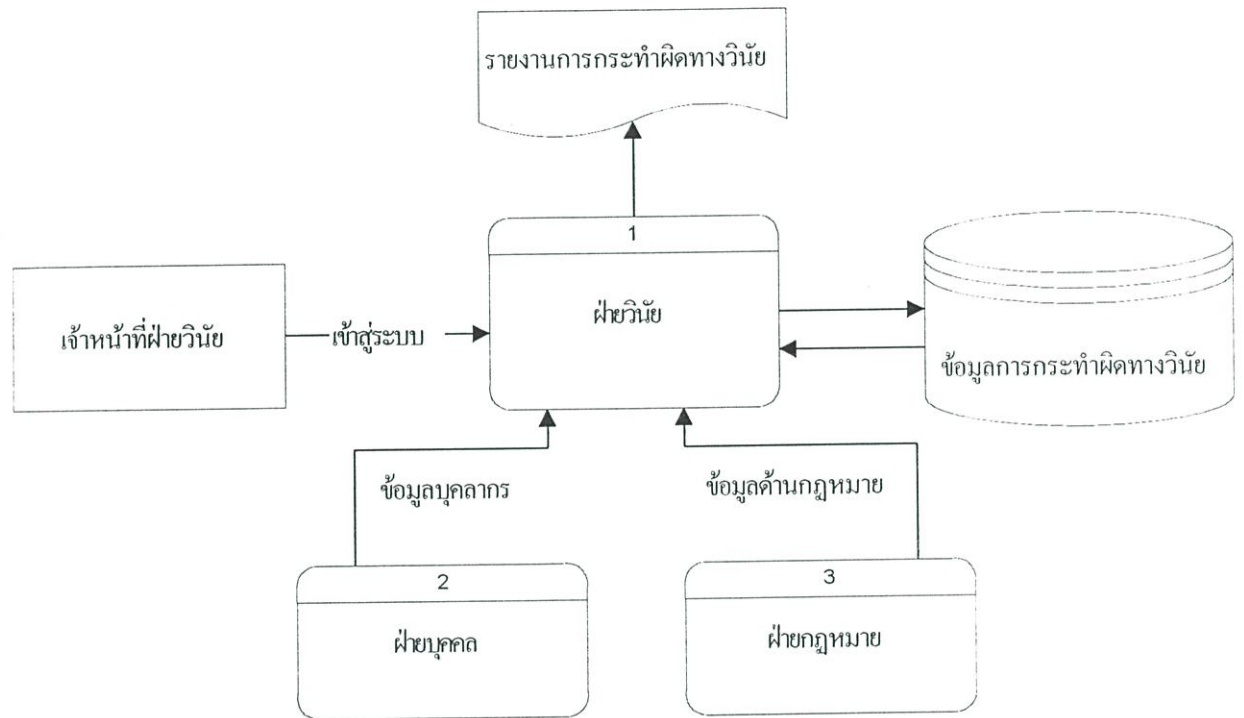 รายงานการกระทำผิดทางวินัย
1
ฝ่ายวินัย
เจ้าหน้าที่ฝ่ายวินัย
เข้าสู่ระบบ
ข้อมูลการกระทำผิดทางวินัย
ข้อมูลบุคลากร
ข้อมูลด้านกฎหมาย
2
ฝ่ายบุคคล
3
ฝ่ายกฎหมาย